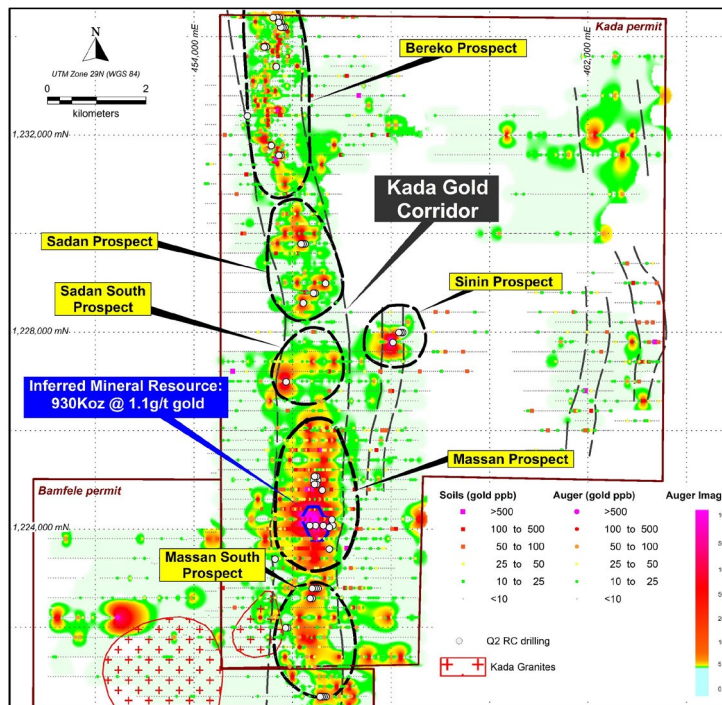 N
UTM Zone 29N (WGS 84)
0 2
kilometers
454,000 mE
462,000 mE
Kada permit
Bereko Prospect
1,232,000 mN
Kada Gold
Corridor
Sadan Prospect
Sadan South
Prospect
Sinin Prospect
1,228,000 mN
Inferred Mineral Resource:
930Koz @ 1.1g/t gold
Massan Prospect
Bamfele permit
1,224,000 mN
Massan South
Prospect
Soils (gold ppb) Auger (gold ppb) Auger Imag
>500 >500
100 to 500 100 to 500
50 to 100 50 to 100
25 to 50 25 to 50
10 to 25 10 to 25
<10 <10
Q2 RC drilling
Kada Granites